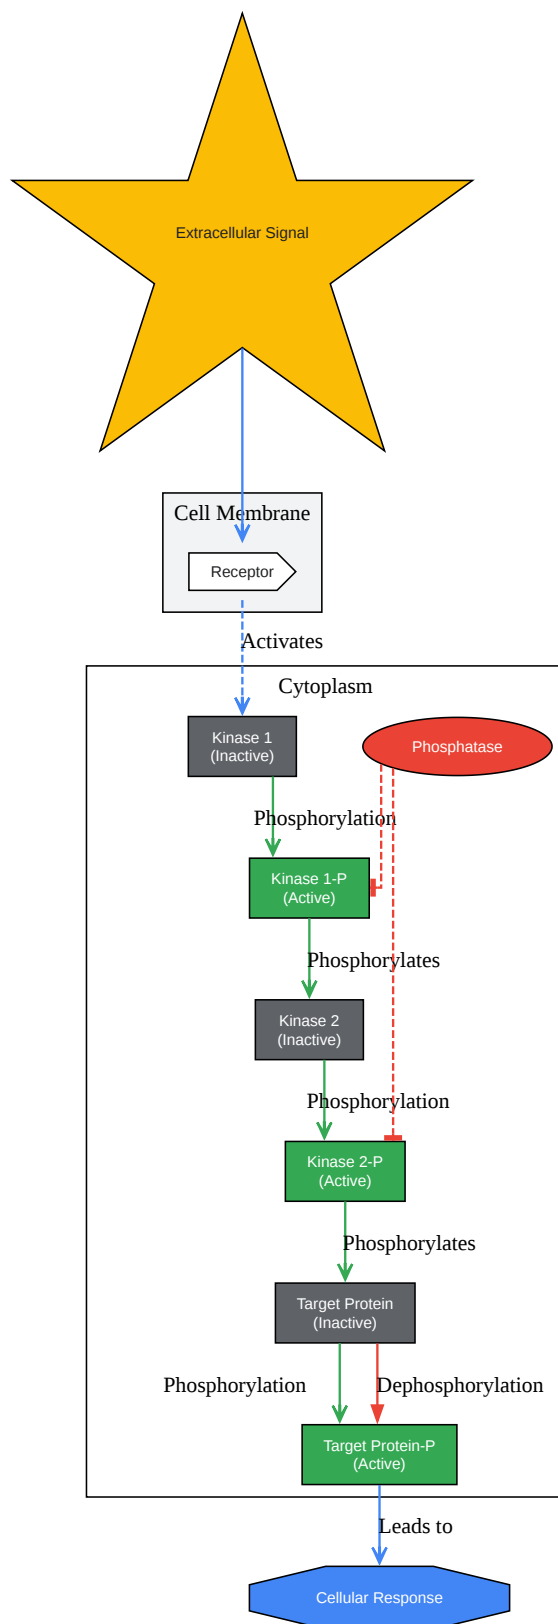 Extracellular Signal
Cell Membrane
Receptor
Activates
Cytoplasm
Kinase 1
(Inactive)
Phosphatase
Phosphorylation
Kinase 1-P
(Active)
Phosphorylates
Kinase 2
(Inactive)
Phosphorylation
Kinase 2-P
(Active)
Phosphorylates
Target Protein
(Inactive)
Phosphorylation
Dephosphorylation
Target Protein-P
(Active)
Leads to
Cellular Response